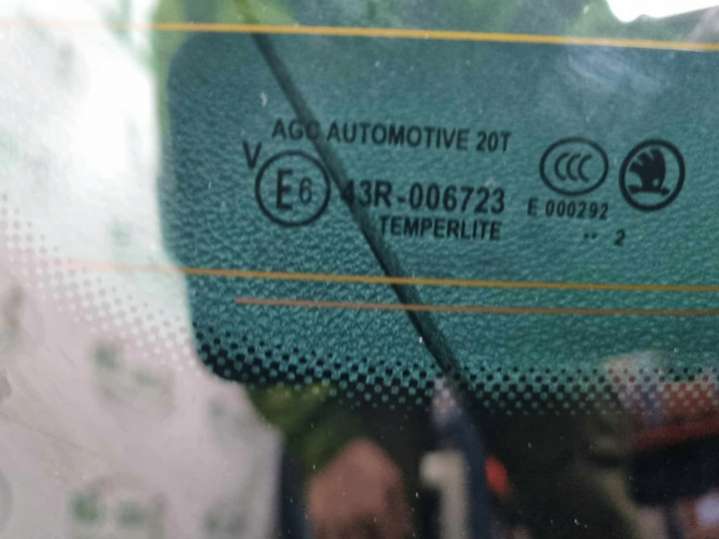 AGC AUTOMOTIVE 20T
CCC
V
E6 43R-006723
E 000292
TEMPERLITE
·· 2